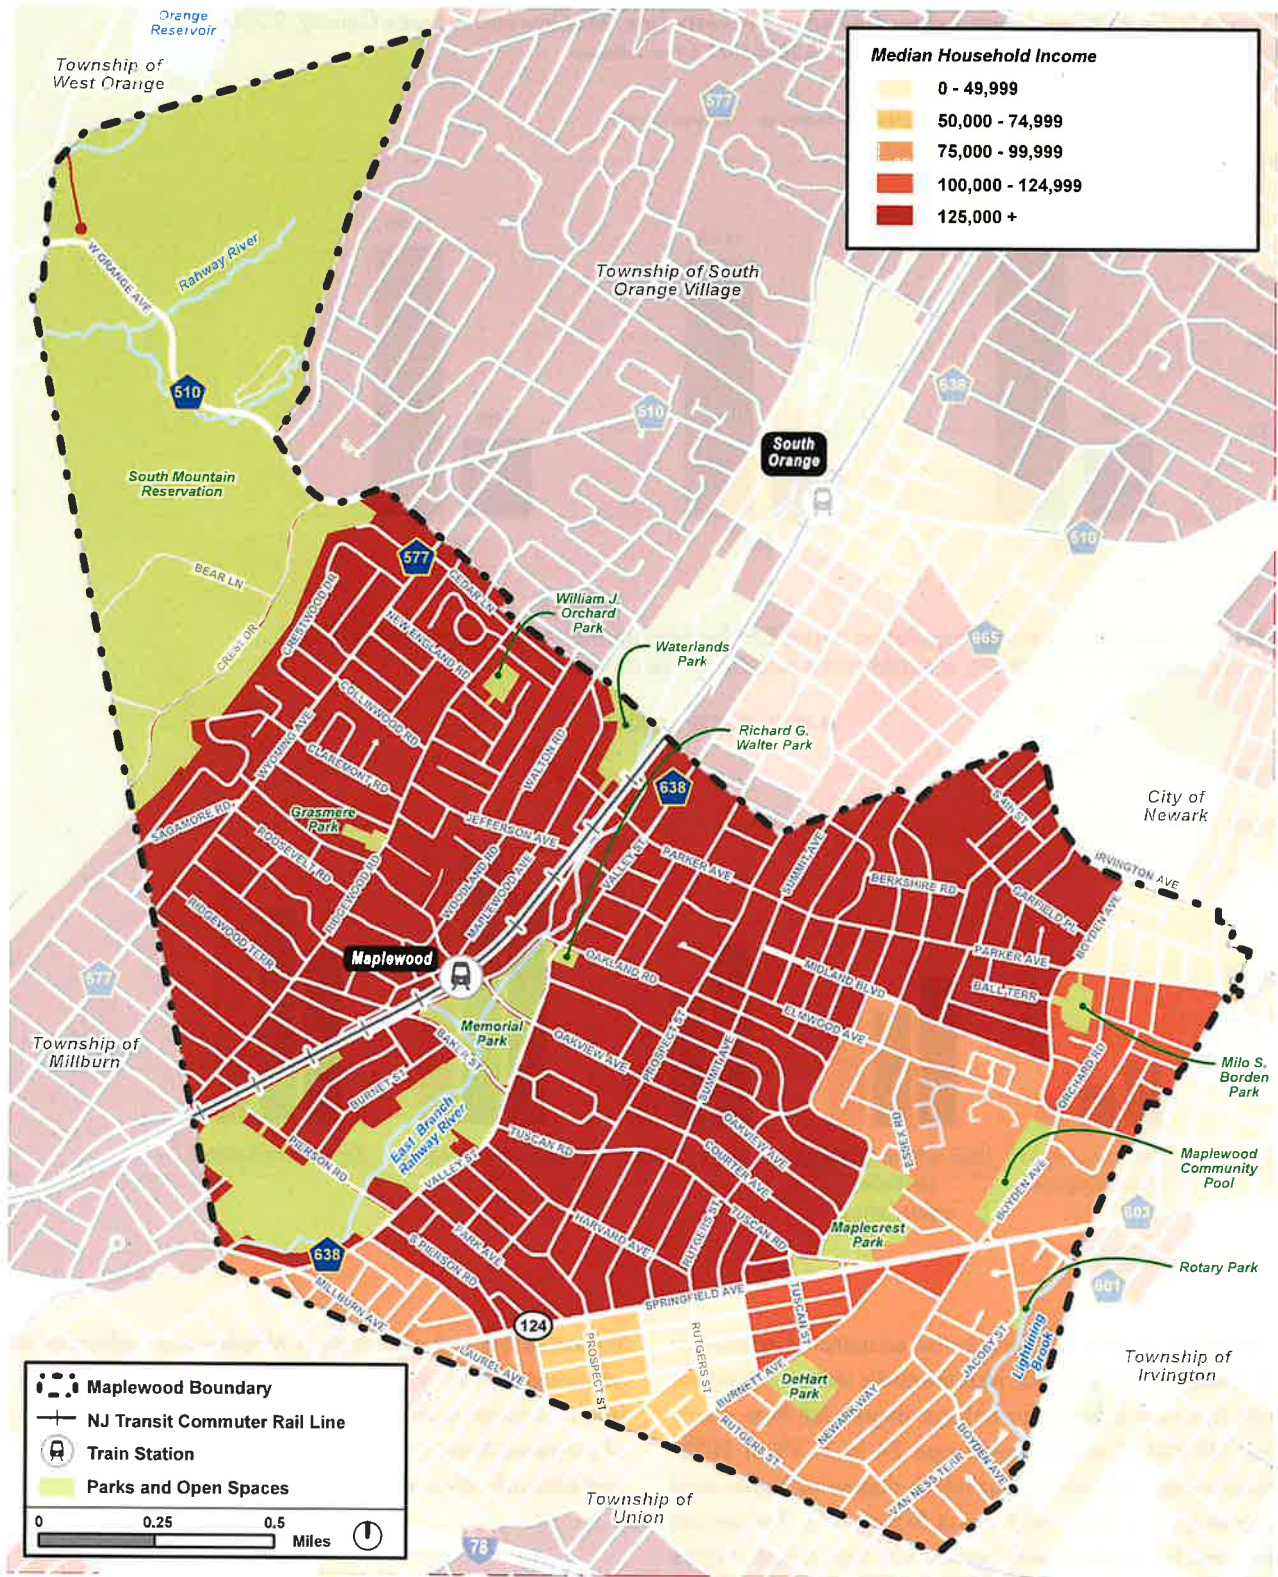 Orange
Reservoir
Township of
West Orange
Median Household Income
0 - 49,999
50,000 - 74,999
75,000 - 99,999
100,000 - 124,999
125,000 +
577
W ORANGE AVE
Rahway River
Township of South
Orange Village
510
638
510
South
Orange
South Mountain
Reservation
510
577
BEAR LN
CREST DR
CRESTWOOD DR
CEDAR LN
NEW ENGLAND RD
William J.
Orchard
Park
Waterlands
Park
665
COLLINWOOD RD
WYOMING AVE
CLAREMONT RD
WALTON RD
Richard G.
Walter Park
638
City of
Newark
S 4th ST
SAGAMORE RD
Grasmere
Park
ROOSEVELT RD
JEFFERSON AVE
RIDGEWOOD RD
WOODLAND RD
MAPLEWOOD AVE
VALLEY ST
PARKER AVE
SUMMIT AVE
BERKSHIRE RD
IRVINGTON AVE
GARFIELD PL
BOYDEN AVE
RIDGEWOOD TERR
Maplewood
OAKLAND RD
MIDLAND BLVD
PARKER AVE
BALL TERR
577
Township of
Millburn
Memorial
Park
BAKER ST
OAKVIEW AVE
PROSPECT ST
SUMMIT AVE
ELMWOOD AVE
ORCHARD RD
Milo S.
Borden
Park
BURNET ST
East Branch
Rahway River
PIERSON RD
VALLEY ST
TUSCAN RD
OAKVIEW AVE
COURTER AVE
ESSEX RD
Maplewood
Community
Pool
BOYDEN AVE
603
638
PARK AVE
S PIERSON RD
HARVARD AVE
RUTGERS ST
TUSCAN RD
Maplecrest
Park
Rotary Park
601
MILLBURN AVE
SPRINGFIELD AVE
TUSCAN ST
124
LAUREL AVE
PROSPECT ST
RUTGERS ST
BURNETT AVE
DeHart
Park
JACOBY ST
Lightining
Brook
Township of
Irvington
RUTGERS ST
NEWARK WAY
BOYDEN AVE
VAN NESS TERR
Township of
Union
78
Maplewood Boundary
NJ Transit Commuter Rail Line
Train Station
Parks and Open Spaces
0 0.25 0.5
Miles